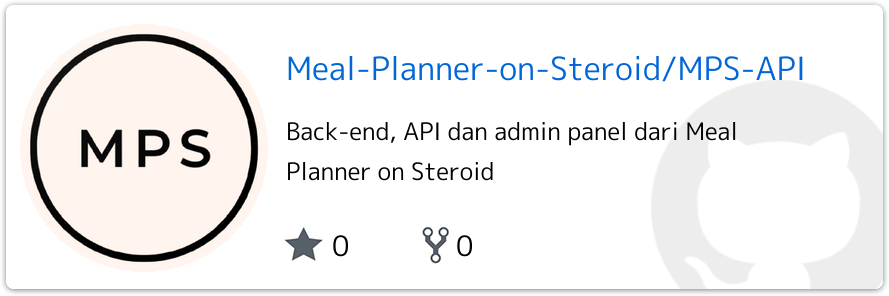 MPS
Meal-Planner-on-Steroid/MPS-API
Back-end, API dan admin panel dari Meal
Planner on Steroid
0
0